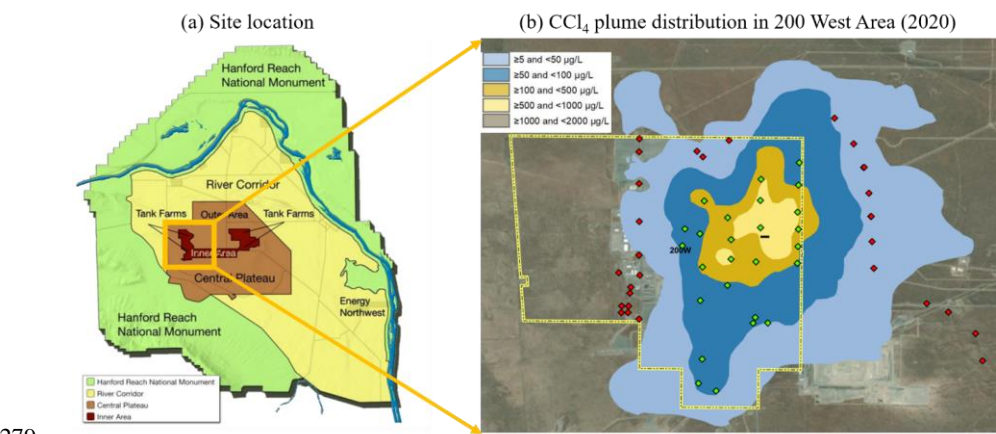 (a) Site location
(b) CCl₄ plume distribution in 200 West Area (2020)
Hanford Reach
National Monument
River Corridor
Tank Farms
Outer Area
Tank Farms
Inner Area
Central Plateau
Energy
Northwest
Hanford Reach
National Monument
Hanford Reach National Monument
River Corridor
Central Plateau
Inner Area
≥5 and <50 µg/L
≥50 and <100 µg/L
≥100 and <500 µg/L
≥500 and <1000 µg/L
≥1000 and <2000 µg/L
200W